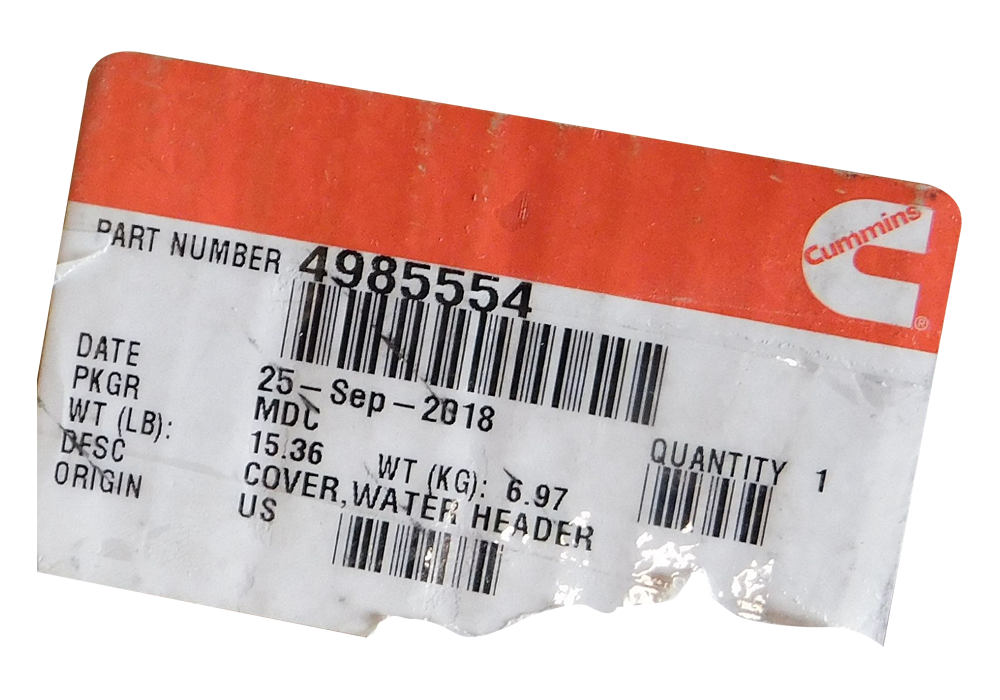 Cummins
®
PART NUMBER 4985554
DATE 25-Sep-2018
PKGR MDC
WT (LB): 15.36 WT (KG): 6.97
DESC COVER,WATER HEADER
ORIGIN US
QUANTITY 1